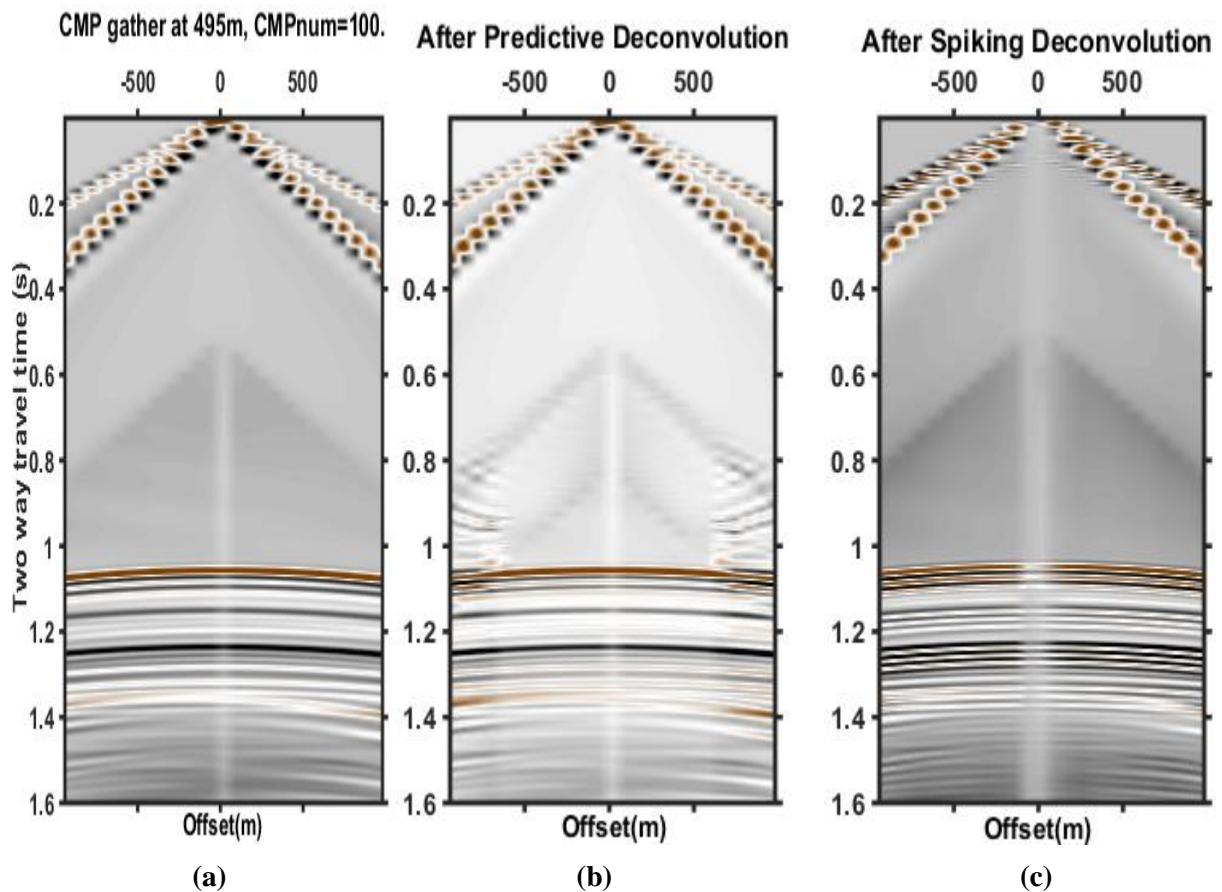 CMP gather at 495m, CMPnum=100.
-500 0 500
0.2
0.4
0.6
0.8
1
1.2
1.4
1.6
Two way travel time (s)
Offset(m)
(a)
After Predictive Deconvolution
-500 0 500
0.2
0.4
0.6
0.8
1
1.2
1.4
1.6
Offset(m)
(b)
After Spiking Deconvolution
-500 0 500
0.2
0.4
0.6
0.8
1
1.2
1.4
1.6
Offset(m)
(c)